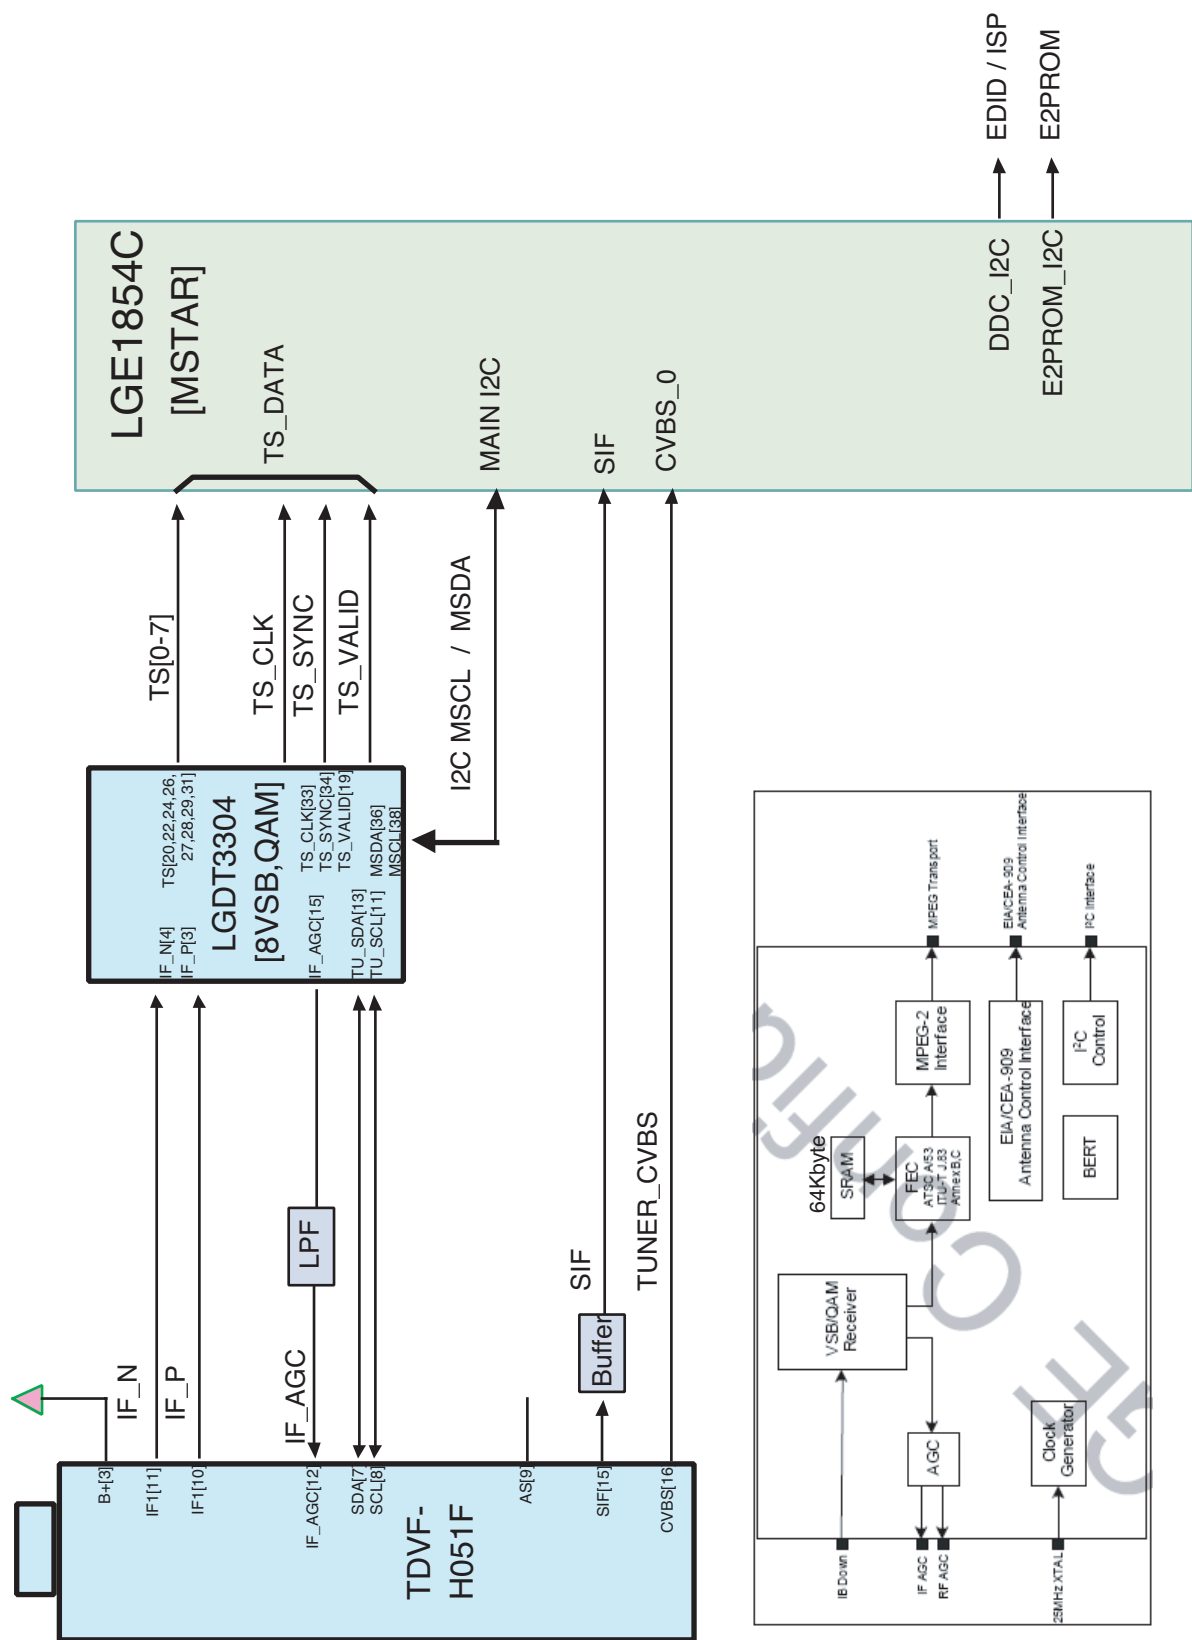 B+[3]
IF1[11]
IF1[10]
IF_AGC[12]
SDA[7]
SCL[8]
AS[9]
SIF[15]
CVBS[16]
TDVF-
H051F
IF_N
IF_P
IF_AGC
LPF
SIF
Buffer
TUNER_CVBS
IF_N[4]
IF_P[3]
TS[20,22,24,26,
27,28,29,31]
LGDT3304
[8VSB,QAM]
IF_AGC[15]
TS_CLK[33]
TS_SYNC[34]
TS_VALID[19]
TU_SDA[13]
TU_SCL[11]
MSDA[36]
MSCL[38]
TS[0-7]
TS_CLK
TS_SYNC
TS_VALID
I2C MSCL / MSDA
LGE1854C
[MSTAR]
TS_DATA
MAIN I2C
SIF
CVBS_0
DDC_I2C
E2PROM_I2C
EDID / ISP
E2PROM
IB Down
IF AGC
RF AGC
25MHz XTAL
VSB/QAM
Receiver
AGC
Clock
Generator
64Kbyte
SRAM
FEC
ATSC A/53
ITU-T J.83
Annex B,C
MPEG-2
Interface
EIA/CEA-909
Antenna Control Interface
BERT
I²C
Control
MPEG Transport
EIA/CEA-909
Antenna Control Interface
I²C Interface